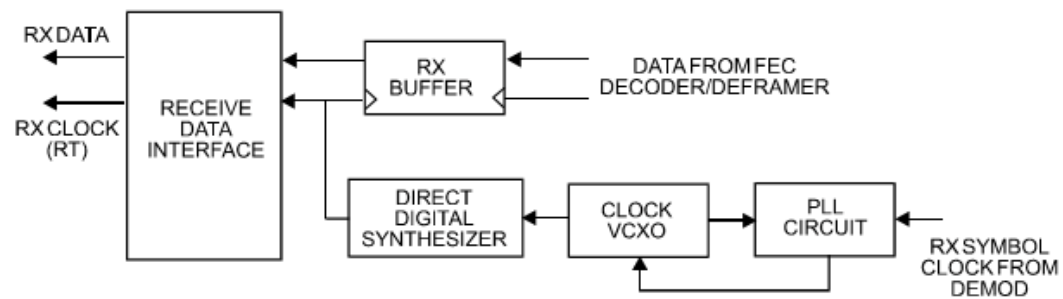 RX DATA
RX CLOCK
(RT)
RECEIVE
DATA
INTERFACE
RX
BUFFER
DATA FROM FEC
DECODER/DEFRAMER
DIRECT
DIGITAL
SYNTHESIZER
CLOCK
VCXO
PLL
CIRCUIT
RX SYMBOL
CLOCK FROM
DEMOD